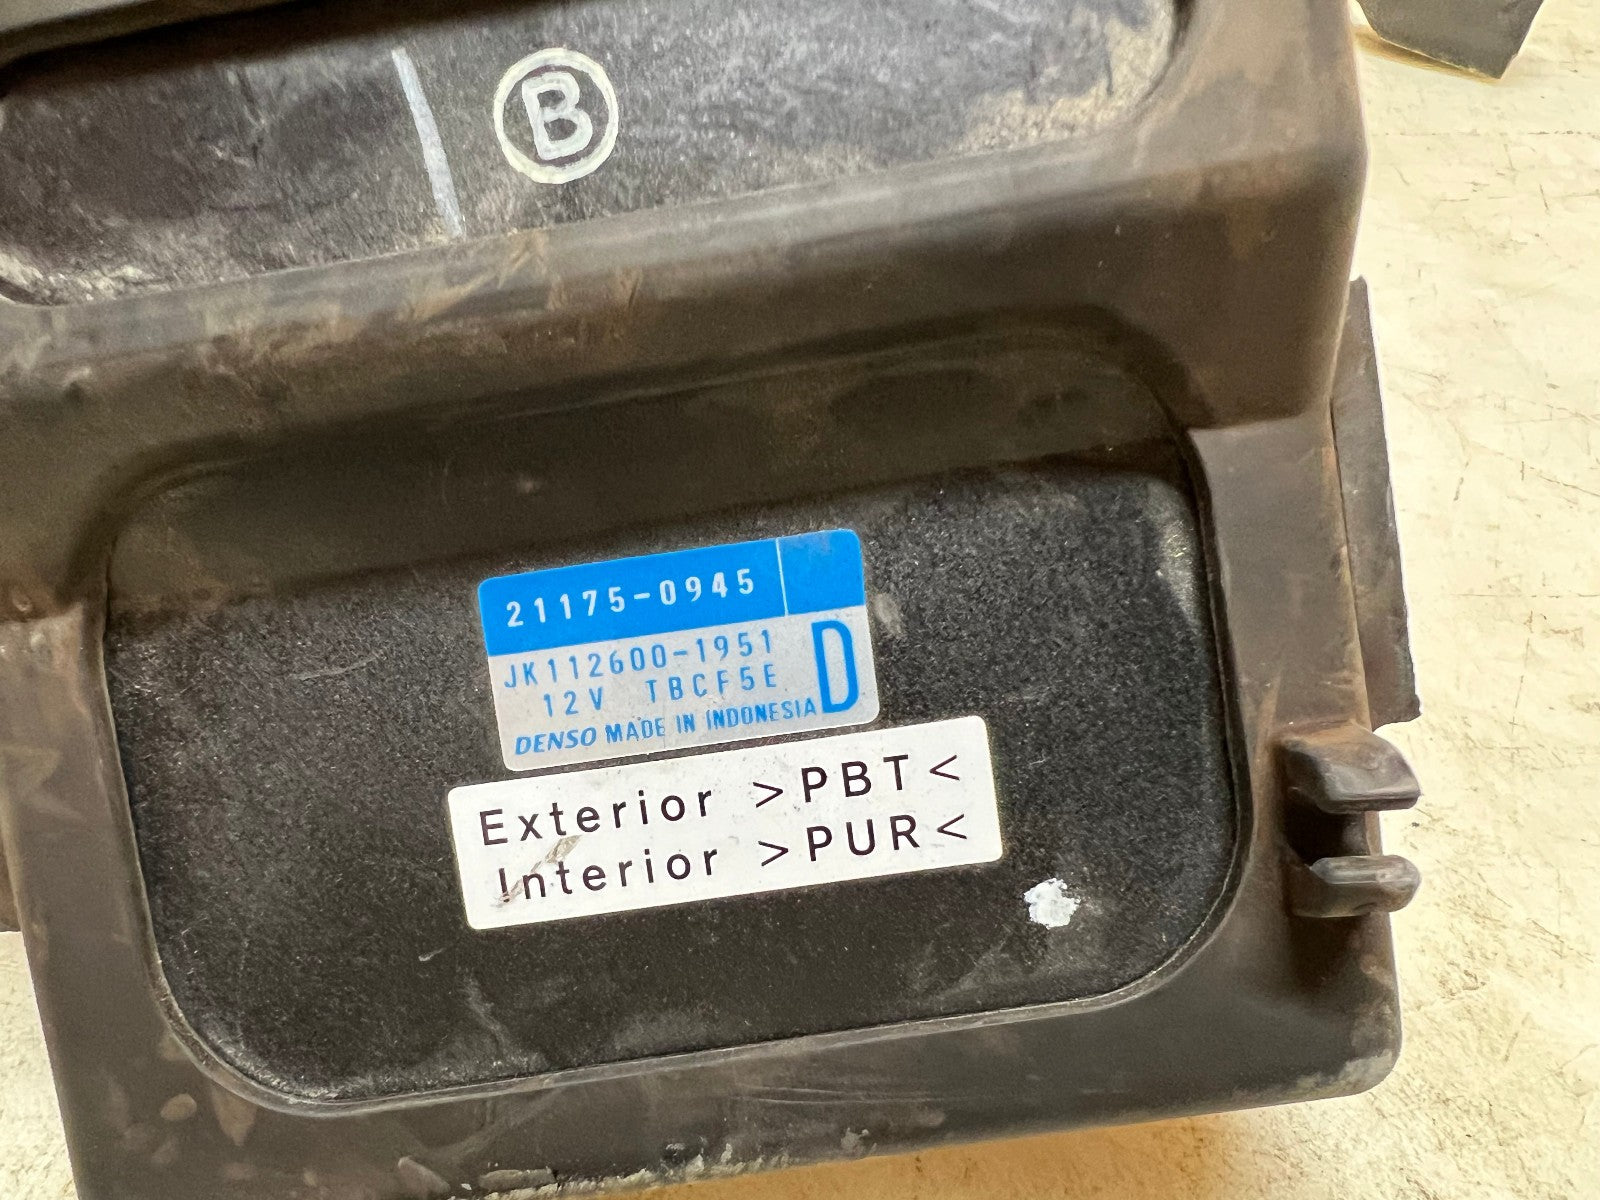 B
21175-0945
JK112600-1951
12V TBCF5E
D
DENSO MADE IN INDONESIA
Exterior >PBT<
Interior >PUR<